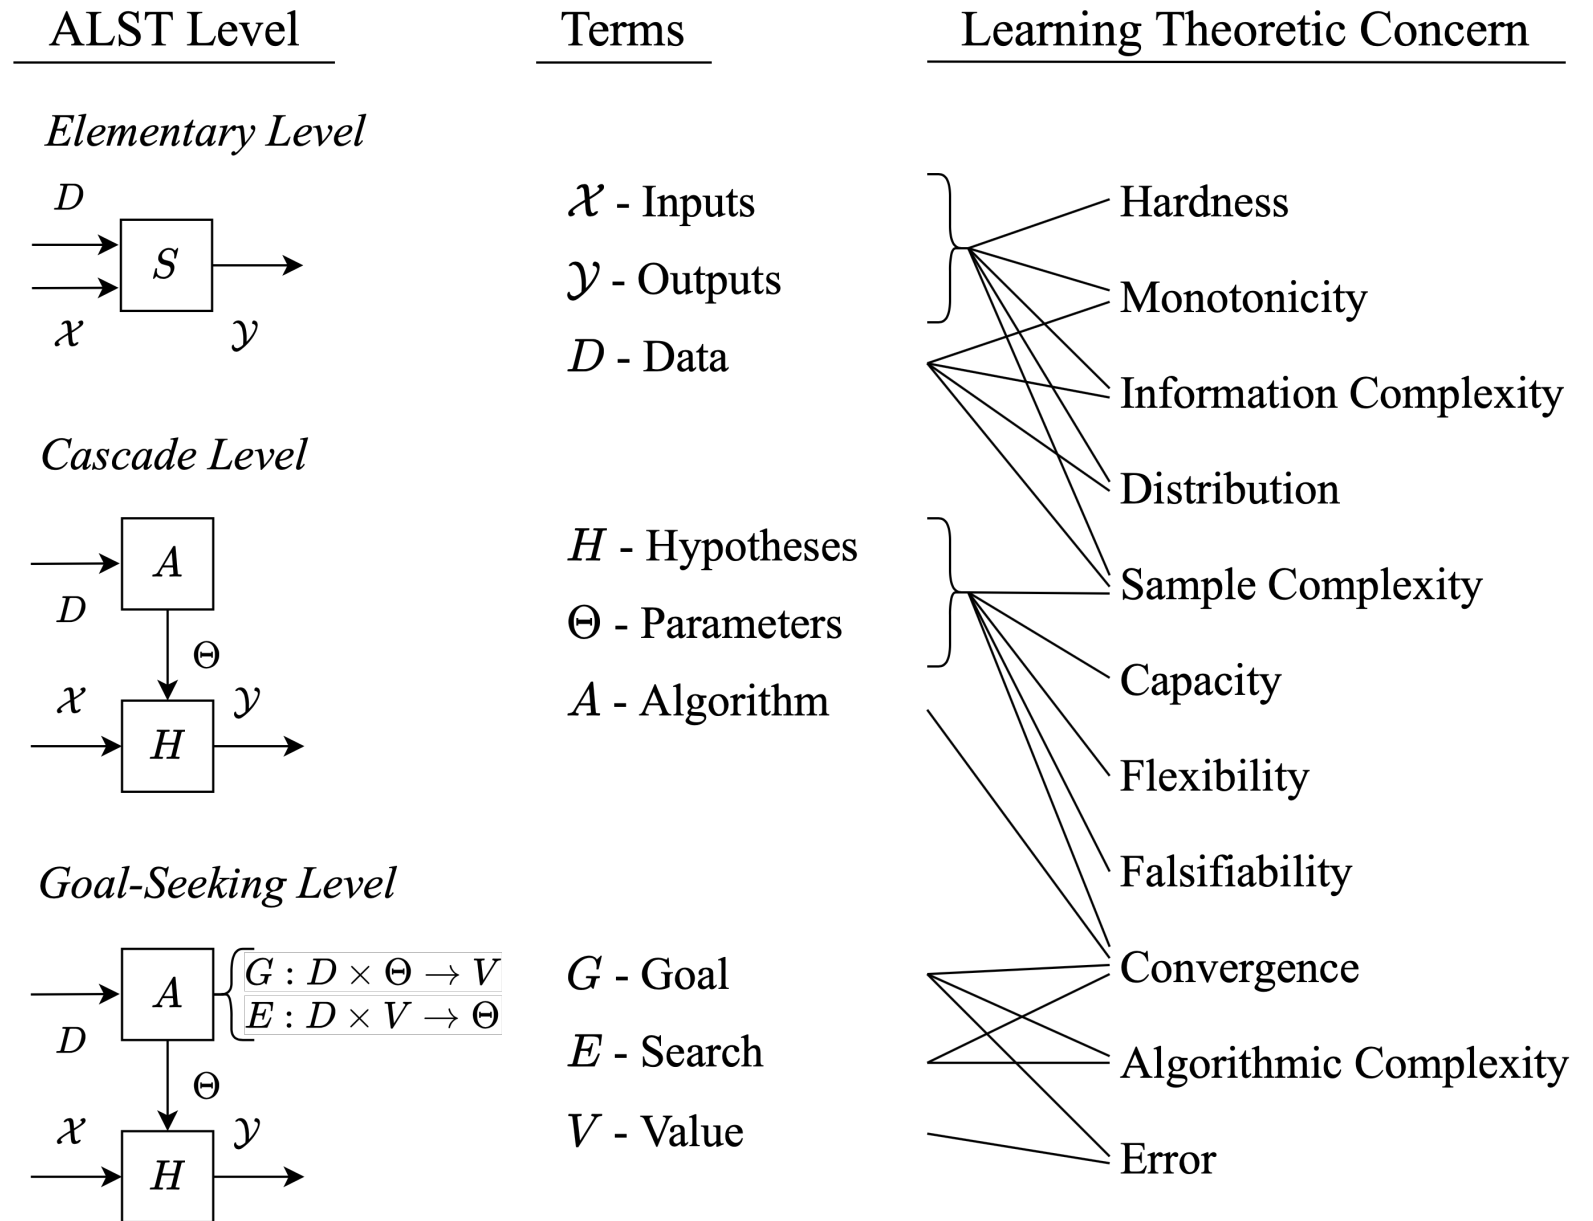 ALST Level
Terms
Learning Theoretic Concern
Elementary Level
D
S
𝒳
𝒴
𝒳 - Inputs
𝒴 - Outputs
D - Data
Hardness
Monotonicity
Information Complexity
Distribution
Cascade Level
A
D
Θ
𝒳
𝒴
H
H - Hypotheses
Θ - Parameters
A - Algorithm
Sample Complexity
Capacity
Flexibility
Falsifiability
Goal-Seeking Level
A
G : D × Θ → V
E : D × V → Θ
D
Θ
𝒳
𝒴
H
G - Goal
E - Search
V - Value
Convergence
Algorithmic Complexity
Error